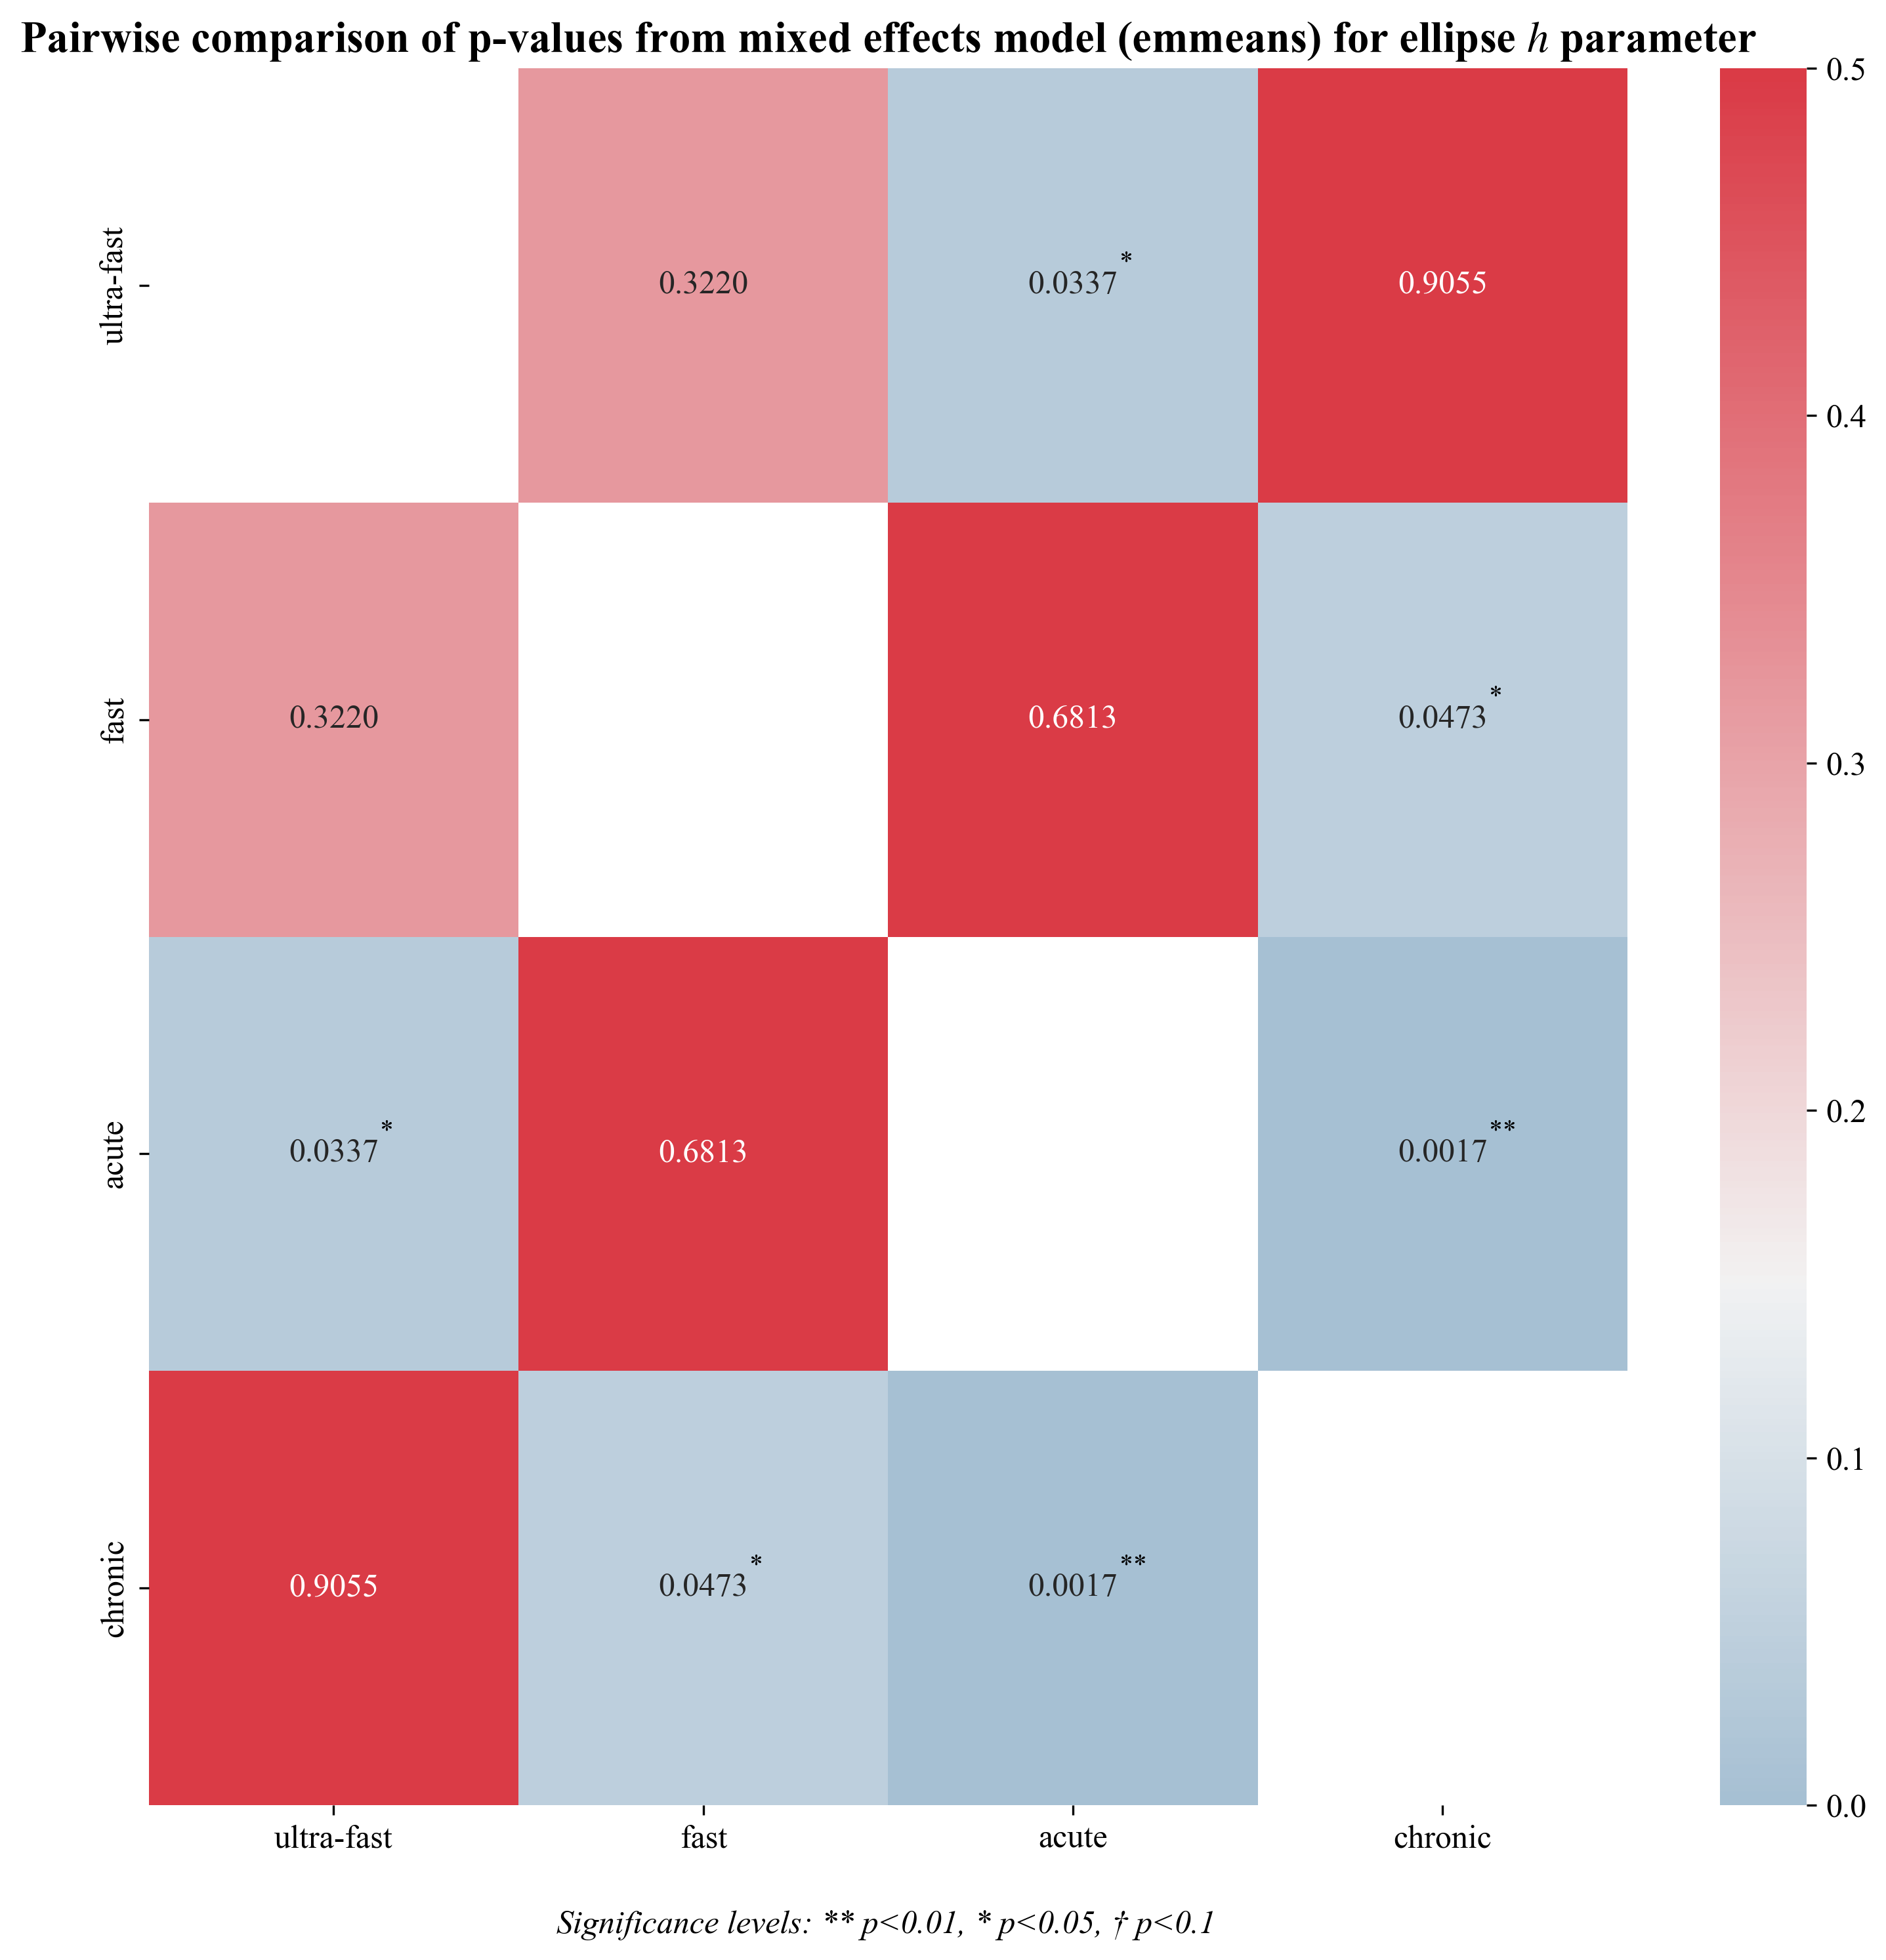 Pairwise comparison of p-values from mixed effects model (emmeans) for ellipse h parameter
0.5
0.4
0.3
0.2
0.1
0.0
ultra-fast
0.3220
0.0337*
0.9055
fast
0.3220
0.6813
0.0473*
acute
0.0337*
0.6813
0.0017**
chronic
0.9055
0.0473*
0.0017**
ultra-fast
fast
acute
chronic
Significance levels: ** p<0.01, * p<0.05, † p<0.1